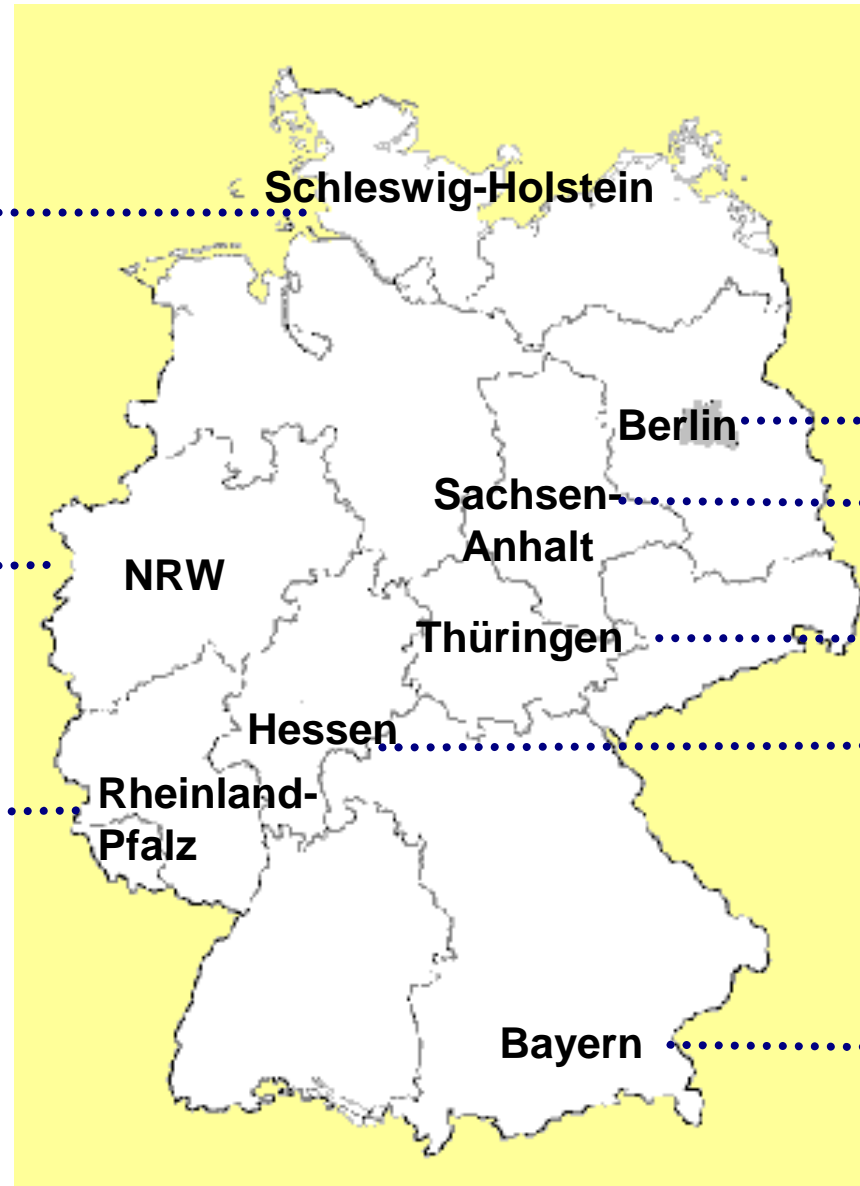 Schleswig-Holstein
Berlin
Sachsen-
Anhalt
NRW
Thüringen
Hessen
Rheinland-
Pfalz
Bayern